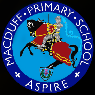 MACDUFF · PRIMARY · SCHOOL
ASPIRE